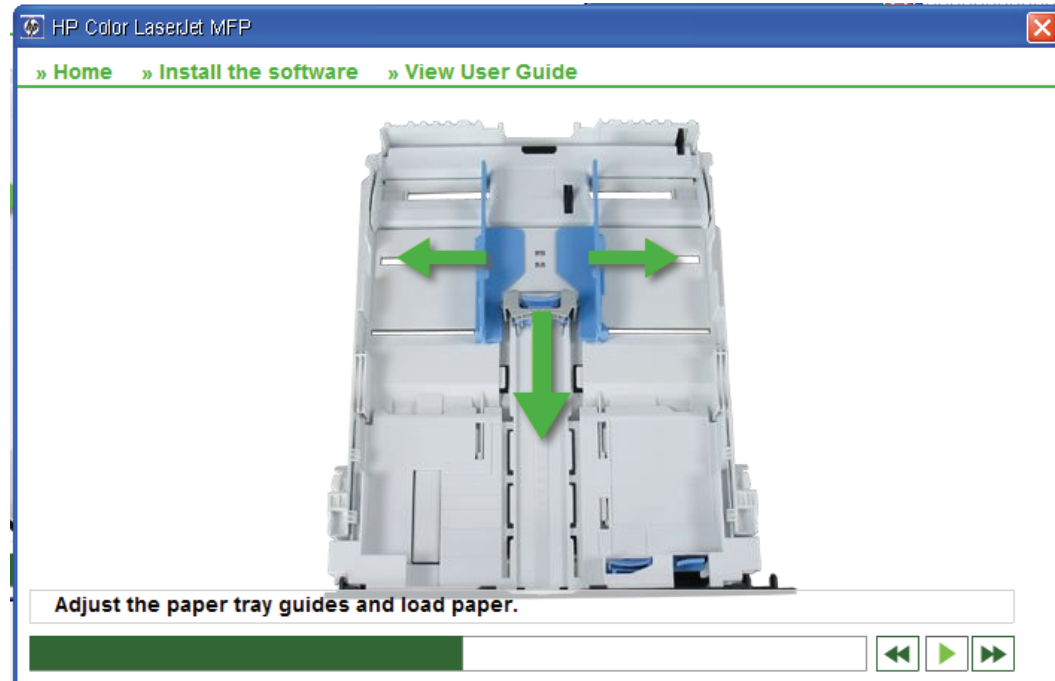 HP Color LaserJet MFP
» Home » Install the software » View User Guide
Adjust the paper tray guides and load paper.